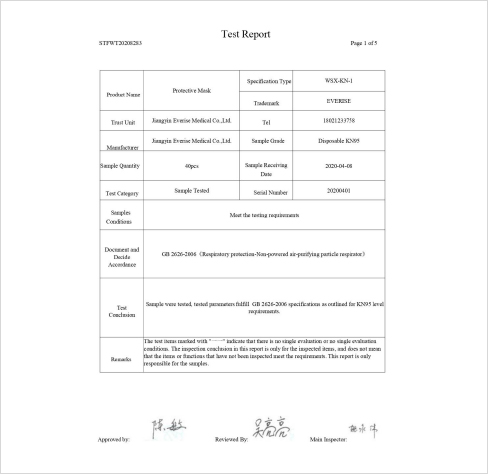 Test Report
STFWT20208283 Page 1 of 5
Product Name Protective Mask Specification Type WSX-KN-1
Trademark EVERISE
Trust Unit Jiangyin Everise Medical Co.,Ltd. Tel 18021233758
Manufacturer Jiangyin Everise Medical Co.,Ltd. Sample Grade Disposable KN95
Sample Quantity 40pcs Sample Receiving
Date 2020-04-08
Test Category Sample Tested Serial Number 20200401
Samples
Conditions Meet the testing requirements
Document and
Decide
Accordance GB 2626-2006《Respiratory protection-Non-powered air-purifying particle respirator》
Test
Conclusion Sample were tested, tested parameters fulfill GB 2626-2006 specifications as outlined for KN95 level
requirements.
Remarks The test items marked with "——" indicate that there is no single evaluation or no single evaluation
conditions. The inspection conclusion in this report is only for the inspected items, and does not mean
that the items or functions that have not been inspected meet the requirements. This report is only
responsible for the samples.
Approved by: 陈敏 Reviewed By: 吴亮亮 Main Inspector: